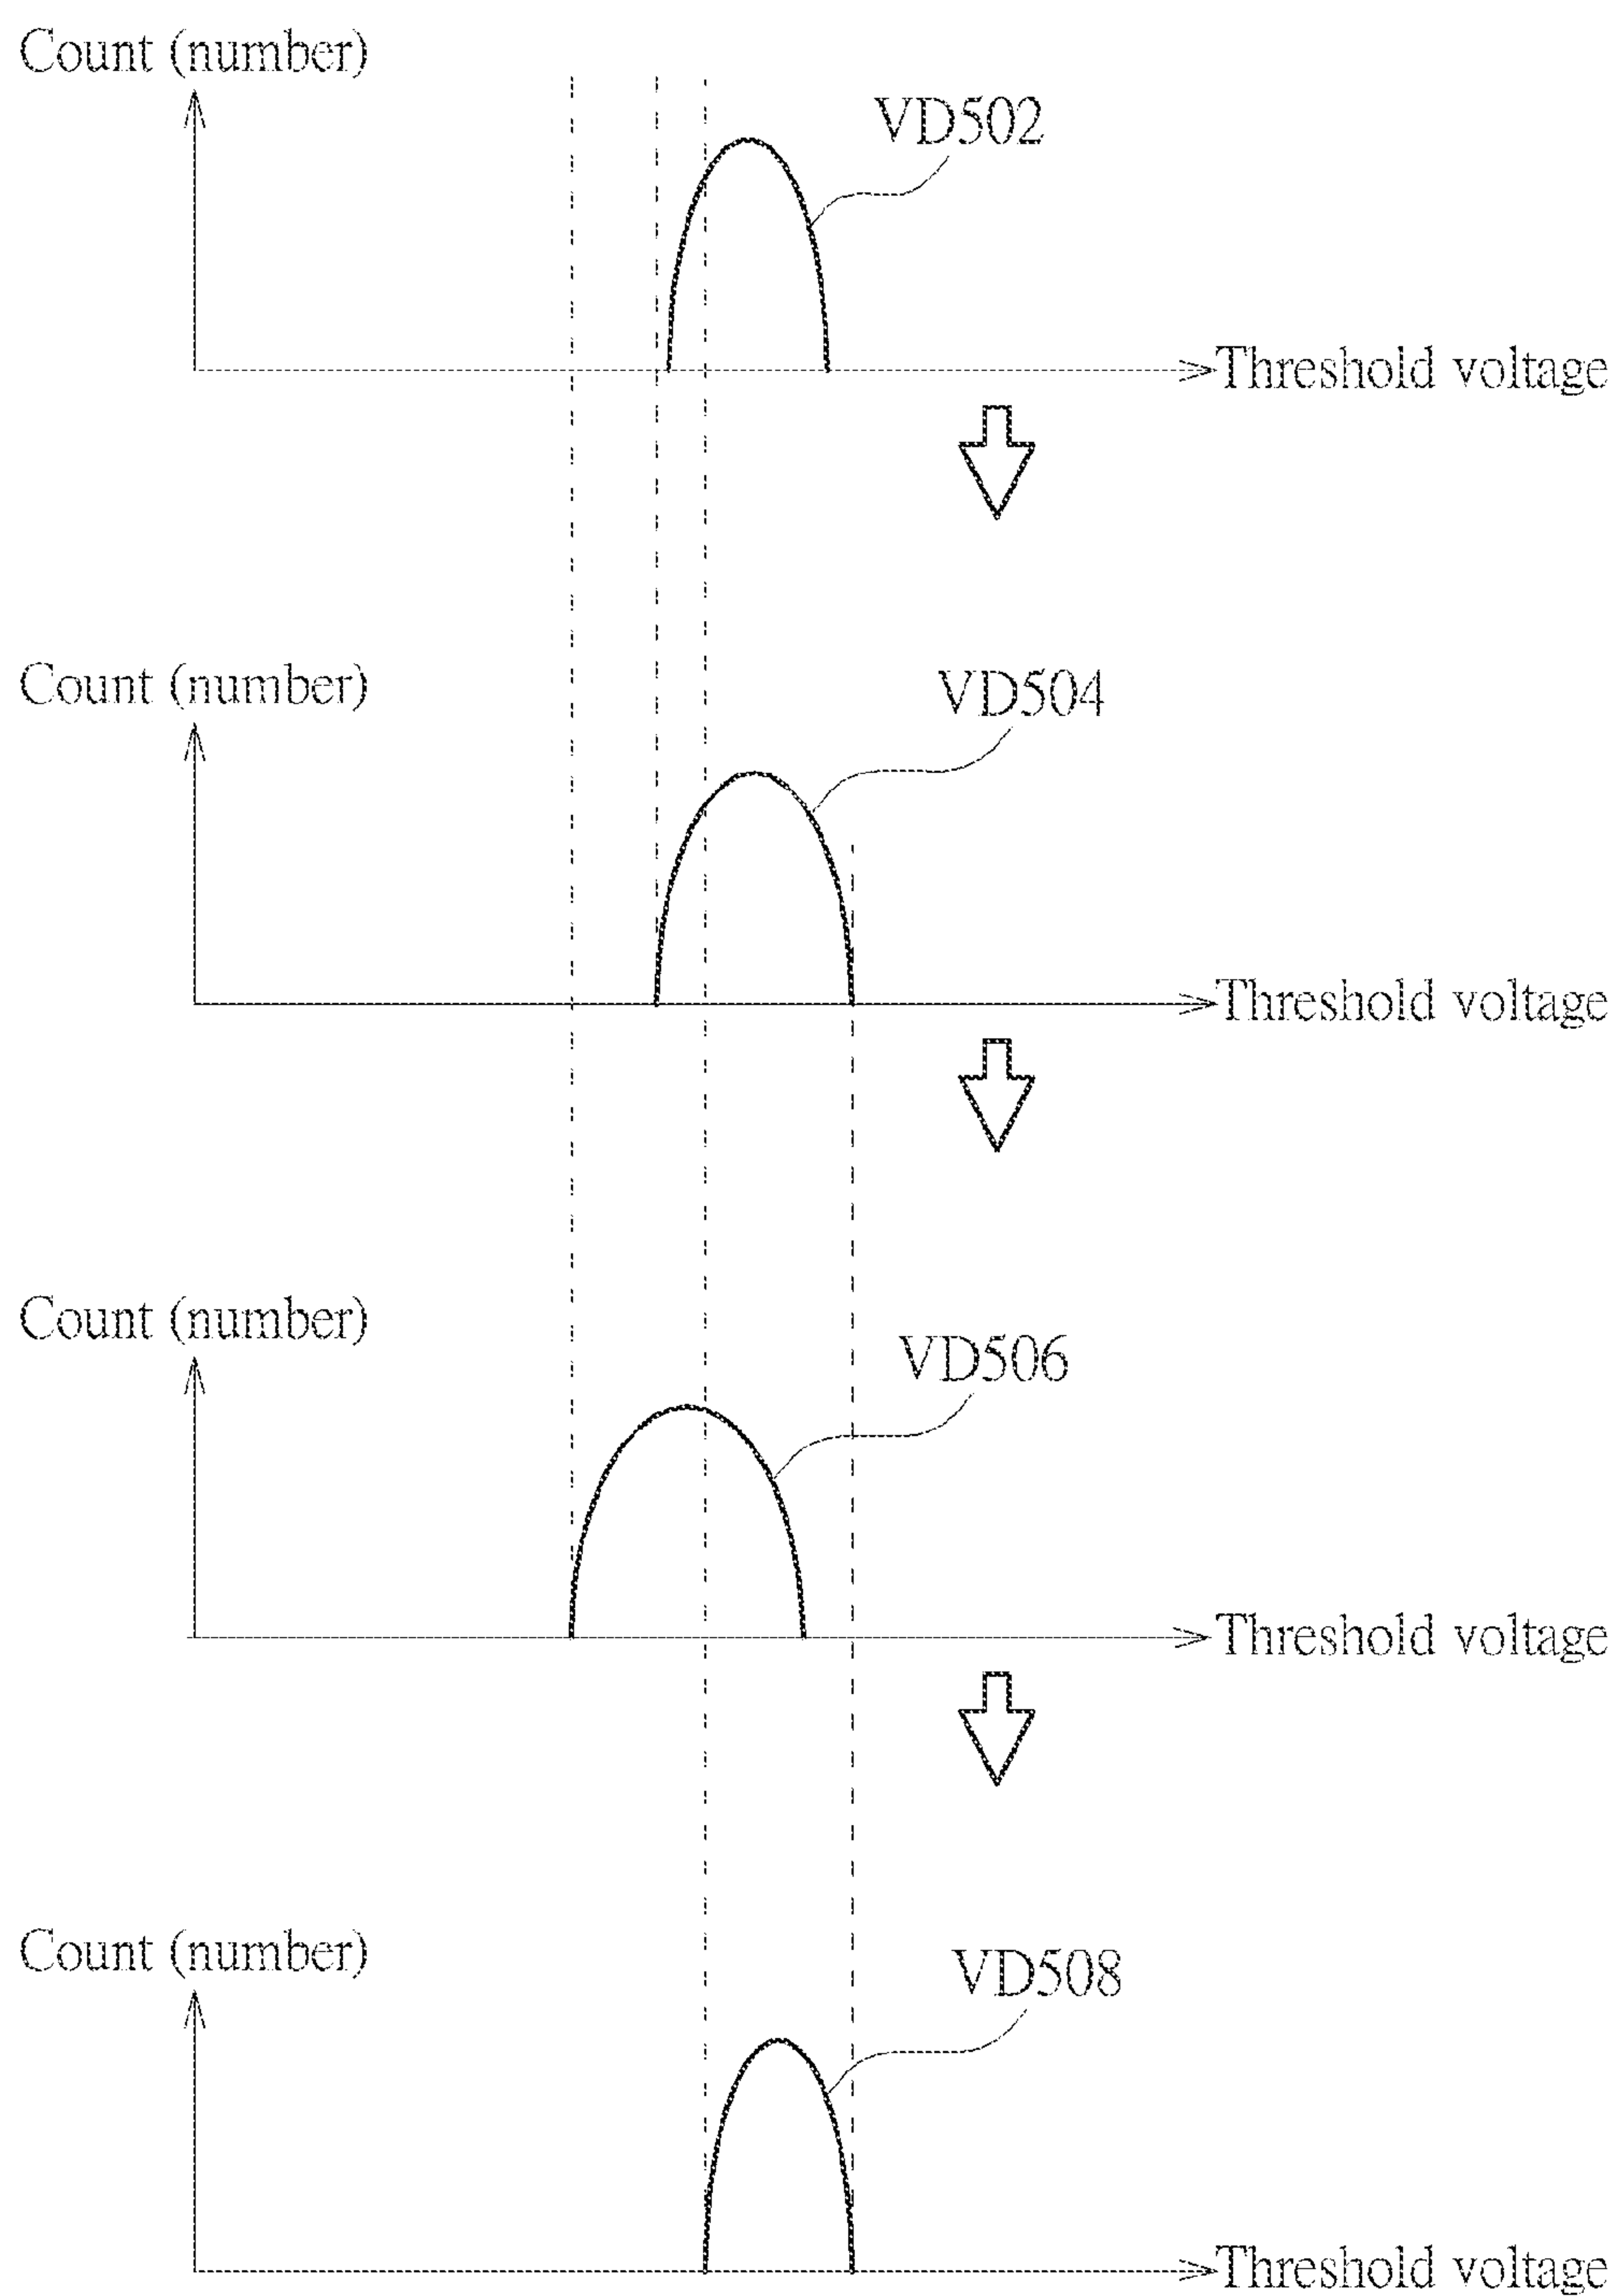 Count (number)
VD502
Threshold voltage
Count (number)
VD504
Threshold voltage
Count (number)
VD506
Threshold voltage
Count (number)
VD508
Threshold voltage